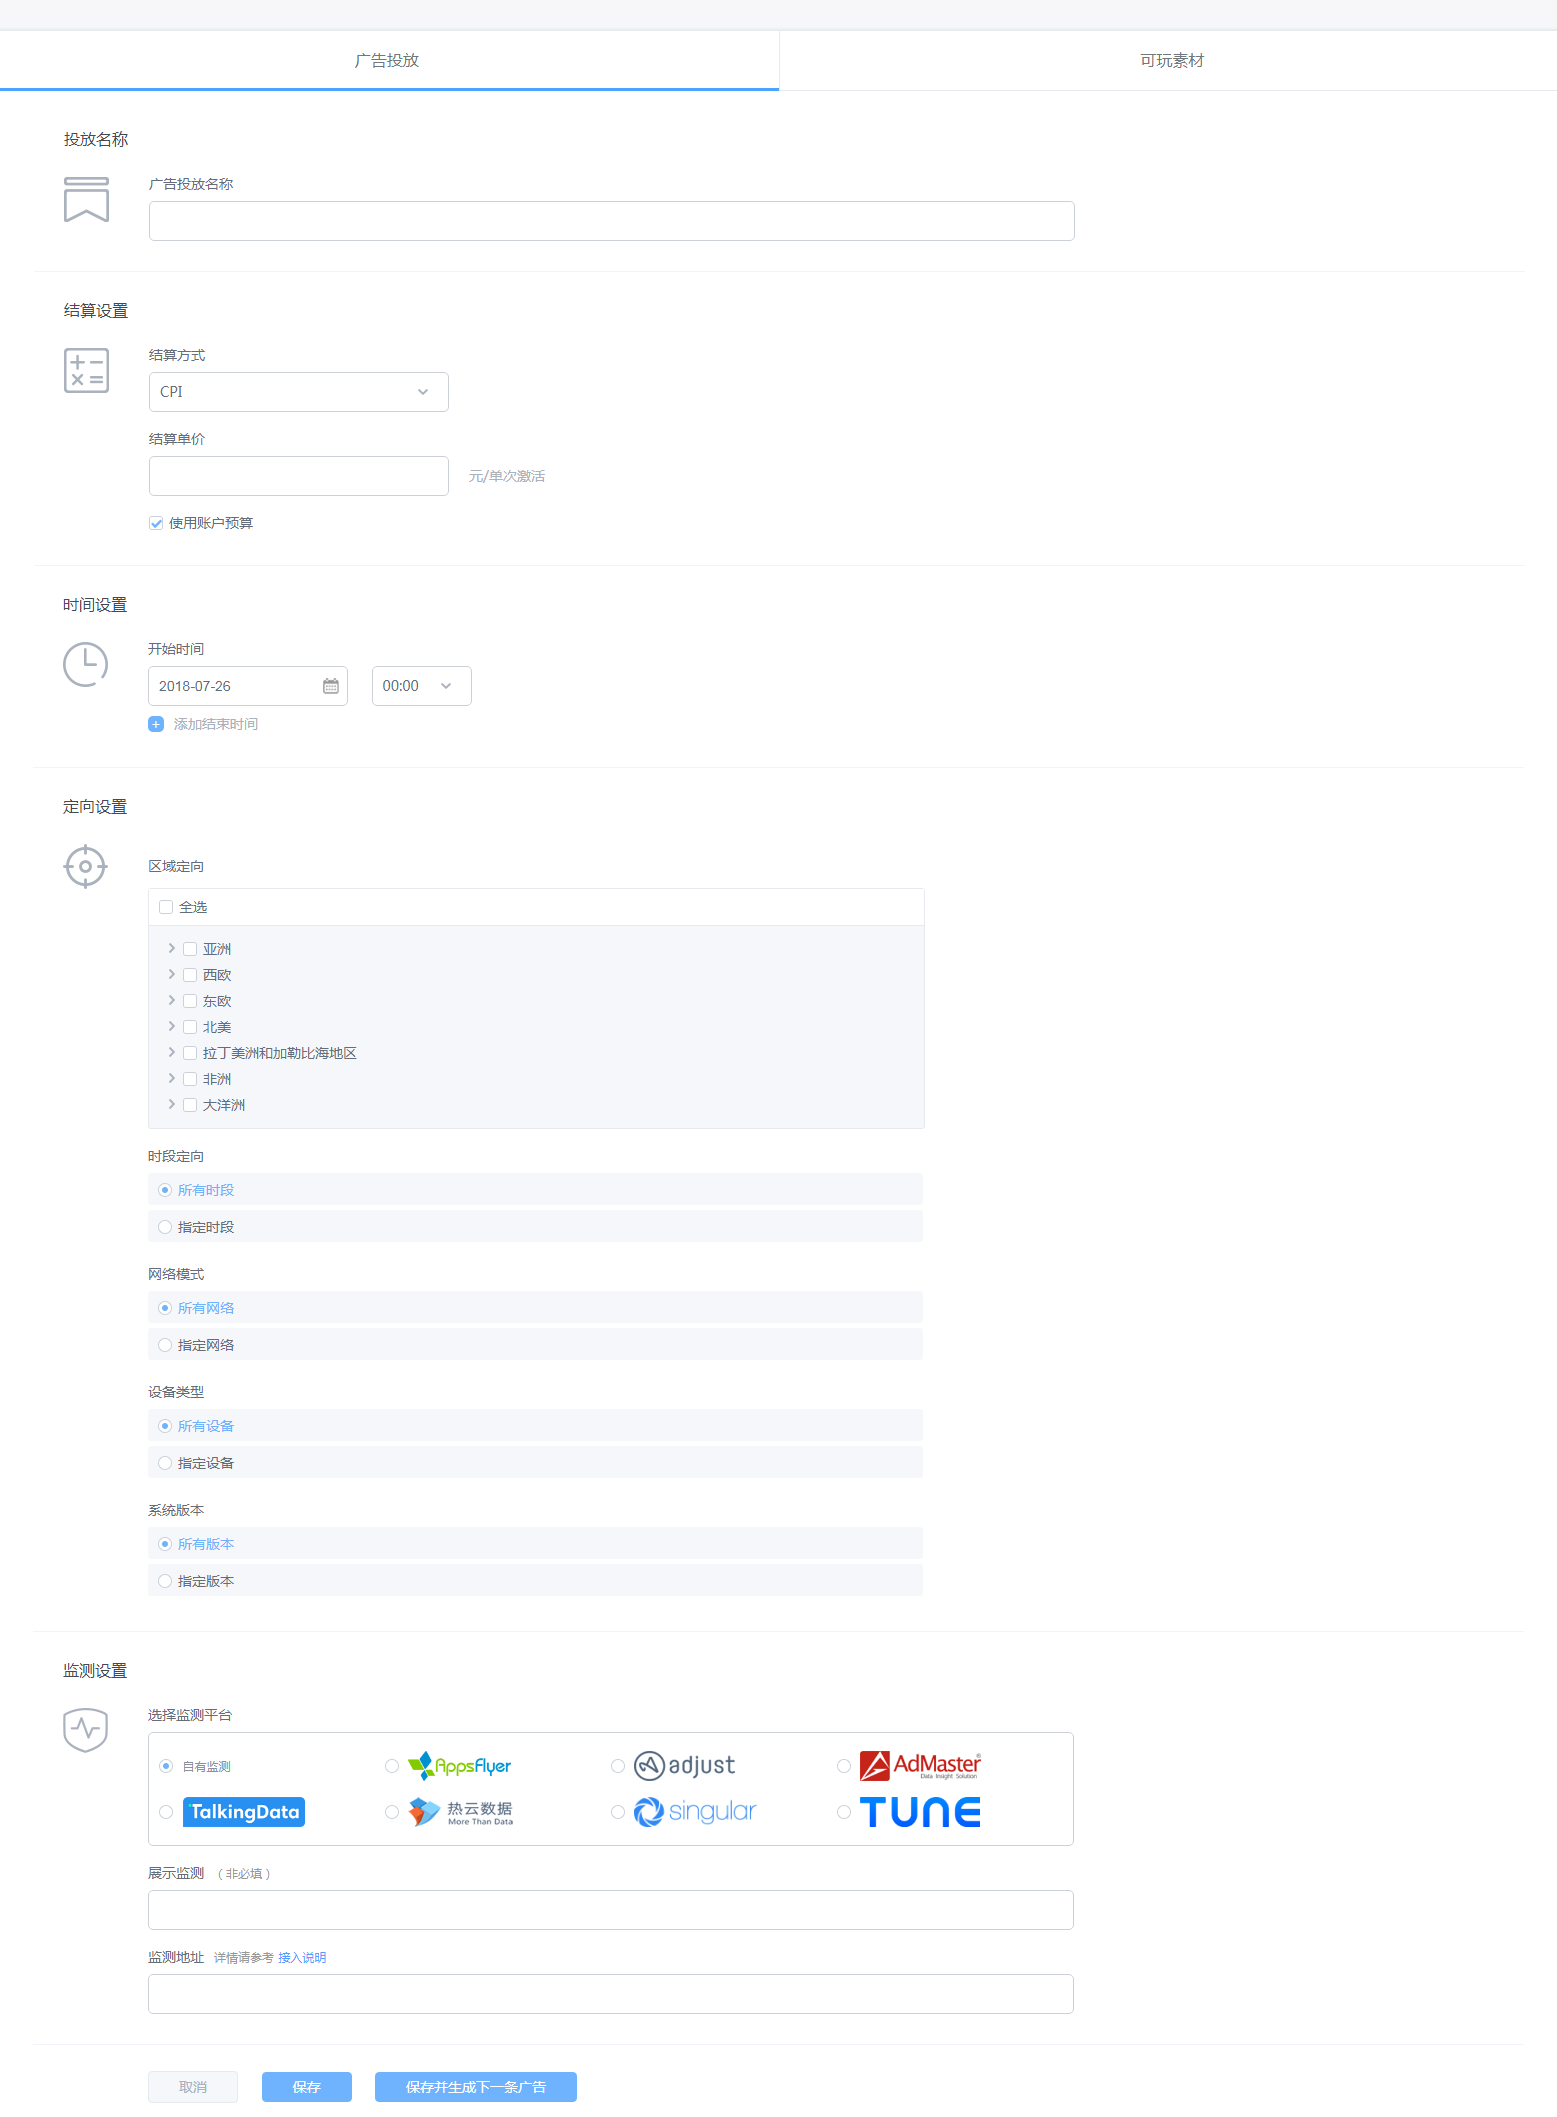 广告投放 可玩素材
投放名称
广告投放名称
结算设置
结算方式
CPI
结算单价
元/单次激活
使用账户预算
时间设置
开始时间
2018-07-26 00:00
添加结束时间
定向设置
区域定向
全选
亚洲
西欧
东欧
北美
拉丁美洲和加勒比海地区
非洲
大洋洲
时段定向
所有时段
指定时段
网络模式
所有网络
指定网络
设备类型
所有设备
指定设备
系统版本
所有版本
指定版本
监测设置
选择监测平台
自有监测 AppsFlyer adjust AdMaster®
Data Insight Solution
TalkingData 热云数据 singular TUNE
More Than Data
展示监测 （非必填）
监测地址 详情请参考 接入说明
取消 保存 保存并生成下一条广告